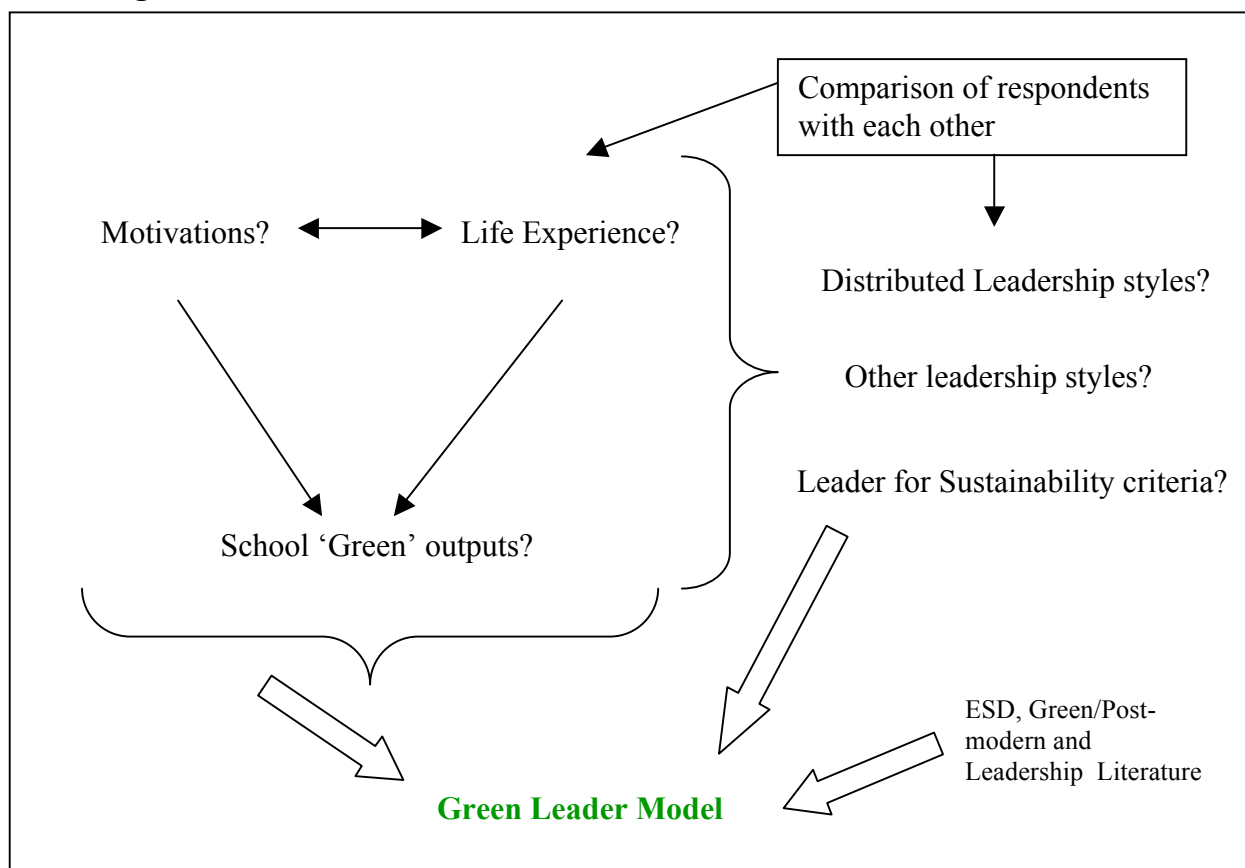 Comparison of respondents
with each other
Motivations?
Life Experience?
Distributed Leadership styles?
Other leadership styles?
Leader for Sustainability criteria?
School ‘Green’ outputs?
ESD, Green/Post-
modern and
Leadership Literature
Green Leader Model